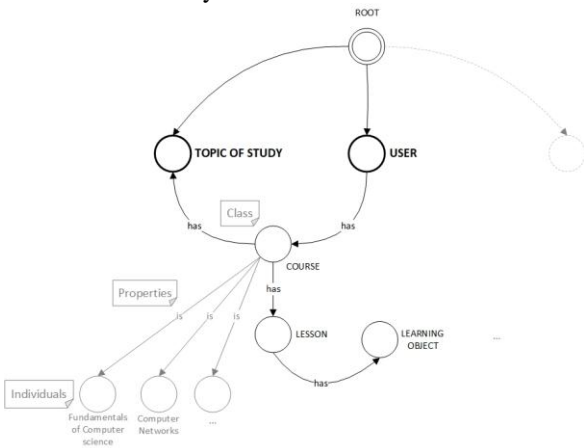 ROOT
TOPIC OF STUDY
USER
Class
has
has
COURSE
Properties
has
is
is
is
LESSON
LEARNING
OBJECT
...
has
Individuals
Fundamentals
of Computer
science
Computer
Networks
...